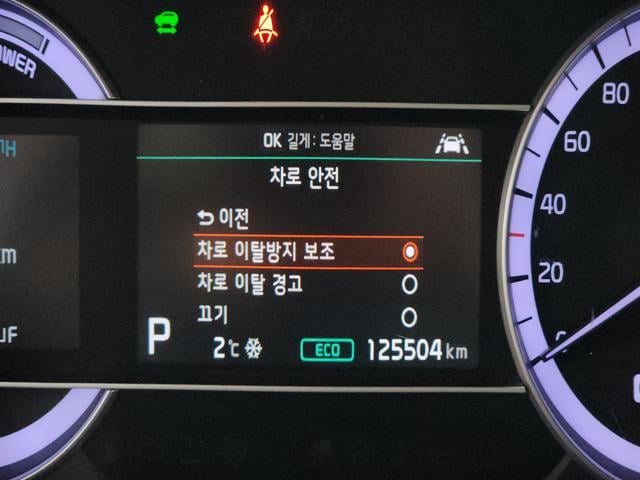 OK 길게 : 도움말
차로 안전
이전
차로 이탈방지 보조
차로 이탈 경고
끄기
P 2℃ ECO 125504 km
80
60
40
20